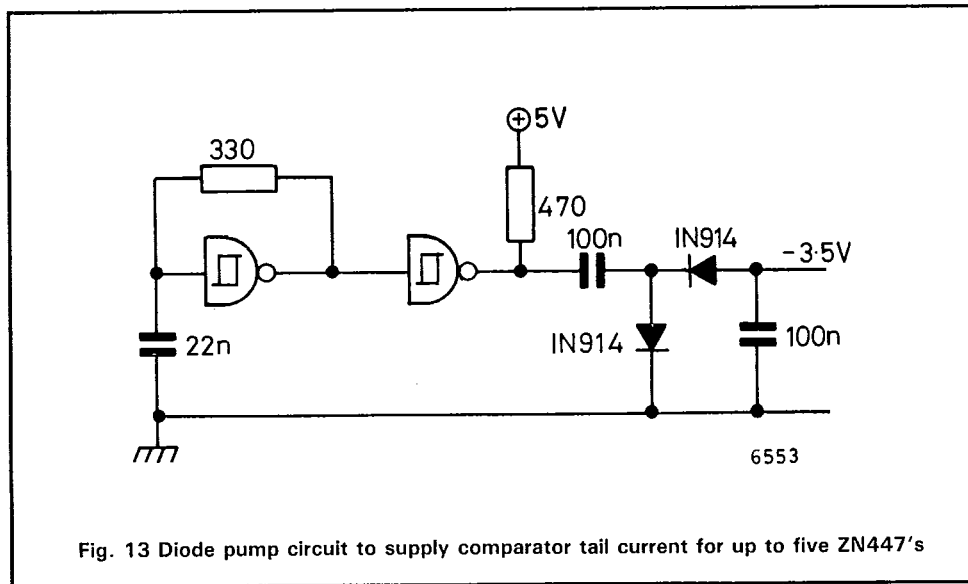 330
5V
470
100n
IN914
-3·5V
IN914
100n
22n
6553
Fig. 13 Diode pump circuit to supply comparator tail current for up to five ZN447's